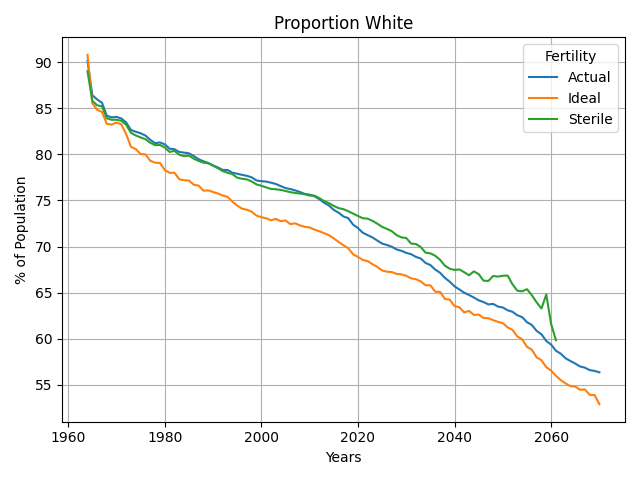 Proportion White
Fertility
Actual
Ideal
Sterile
% of Population
90
85
80
75
70
65
60
55
1960
1980
2000
2020
2040
2060
Years